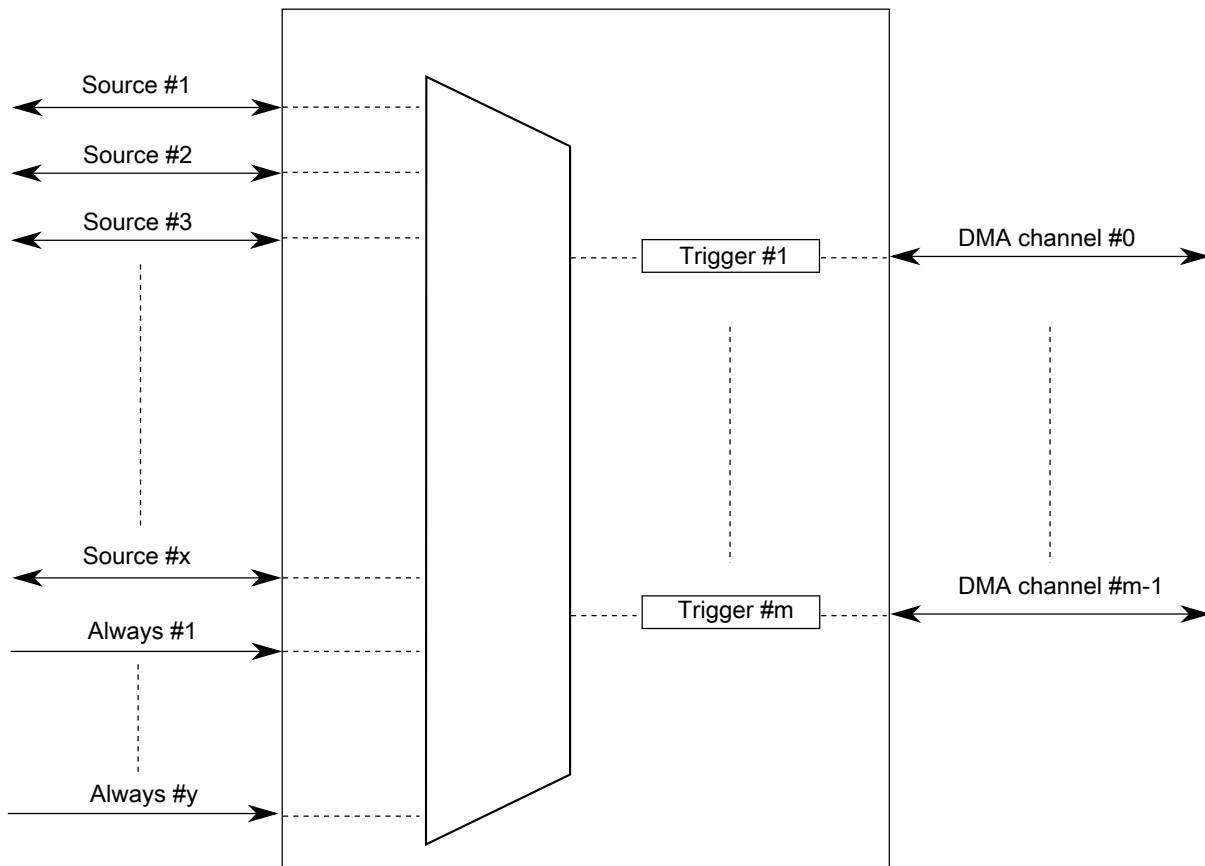 Source #1
Source #2
Source #3
Source #x
Always #1
Always #y
Trigger #1
Trigger #m
DMA channel #0
DMA channel #m-1